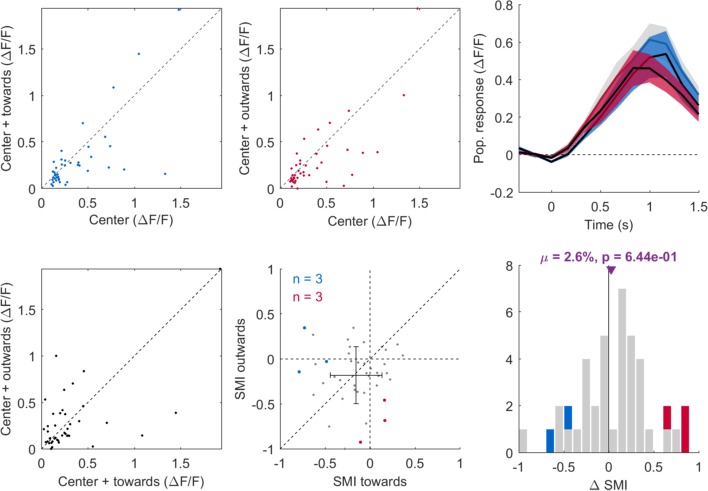 Center + towards (ΔF/F)
1.5
1
0.5
0
0 0.5 1 1.5
Center (ΔF/F)
Center + outwards (ΔF/F)
1.5
1
0.5
0
0 0.5 1 1.5
Center (ΔF/F)
Pop. response (ΔF/F)
0.8
0.6
0.4
0.2
0
-0.2
0 0.5 1 1.5
Time (s)
Center + outwards (ΔF/F)
1.5
1
0.5
0
0 0.5 1 1.5
Center + towards (ΔF/F)
SMI outwards
1
0.5
0
-0.5
-1
n = 3
n = 3
-1 -0.5 0 0.5 1
SMI towards
μ = 2.6%, p = 6.44e-01
8
6
4
2
0
-1 -0.5 0 0.5 1
Δ SMI